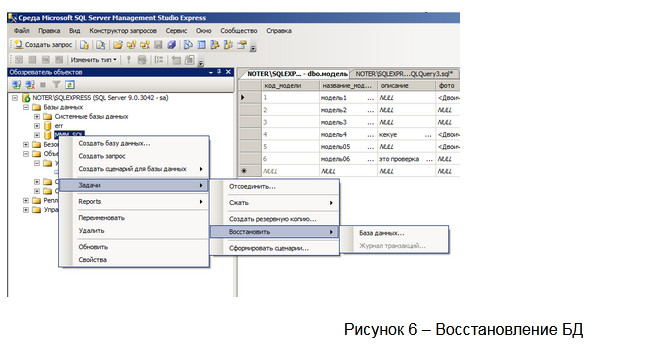 Среда Microsoft SQL Server Management Studio Express
Файл Правка Вид Конструктор запросов Сервис Окно Сообщество Справка
Создать запрос
Изменить тип
Обозреватель объектов
NOTER\SQLEXP... - dbo.модель NOTER\SQLEXPR...QLQuery3.sql*
NOTER\SQLEXPRESS (SQL Server 9.0.3042 - sa)
Базы данных
Системные базы данных
err
MMM_SQL
Безо
Объе
У
С
С
Репл
Упра
код_модели название_мод... описание фото
1 модель1 ... NULL <Двоич
2 модель2 ... NULL NULL
3 модель3 ... NULL NULL
4 модель4 ... кекуе ... <Двоич
5 модель05 ... NULL <Двоич
6 модель06 ... это проверка ... NULL
NULL NULL NULL NULL
Создать базу данных...
Создать запрос
Создать сценарий для базы данных
Задачи
Reports
Переименовать
Удалить
Обновить
Свойства
Отсоединить...
Сжать
Создать резервную копию...
Восстановить
Сформировать сценарии...
База данных...
Журнал транзакций...
Рисунок 6 – Восстановление БД